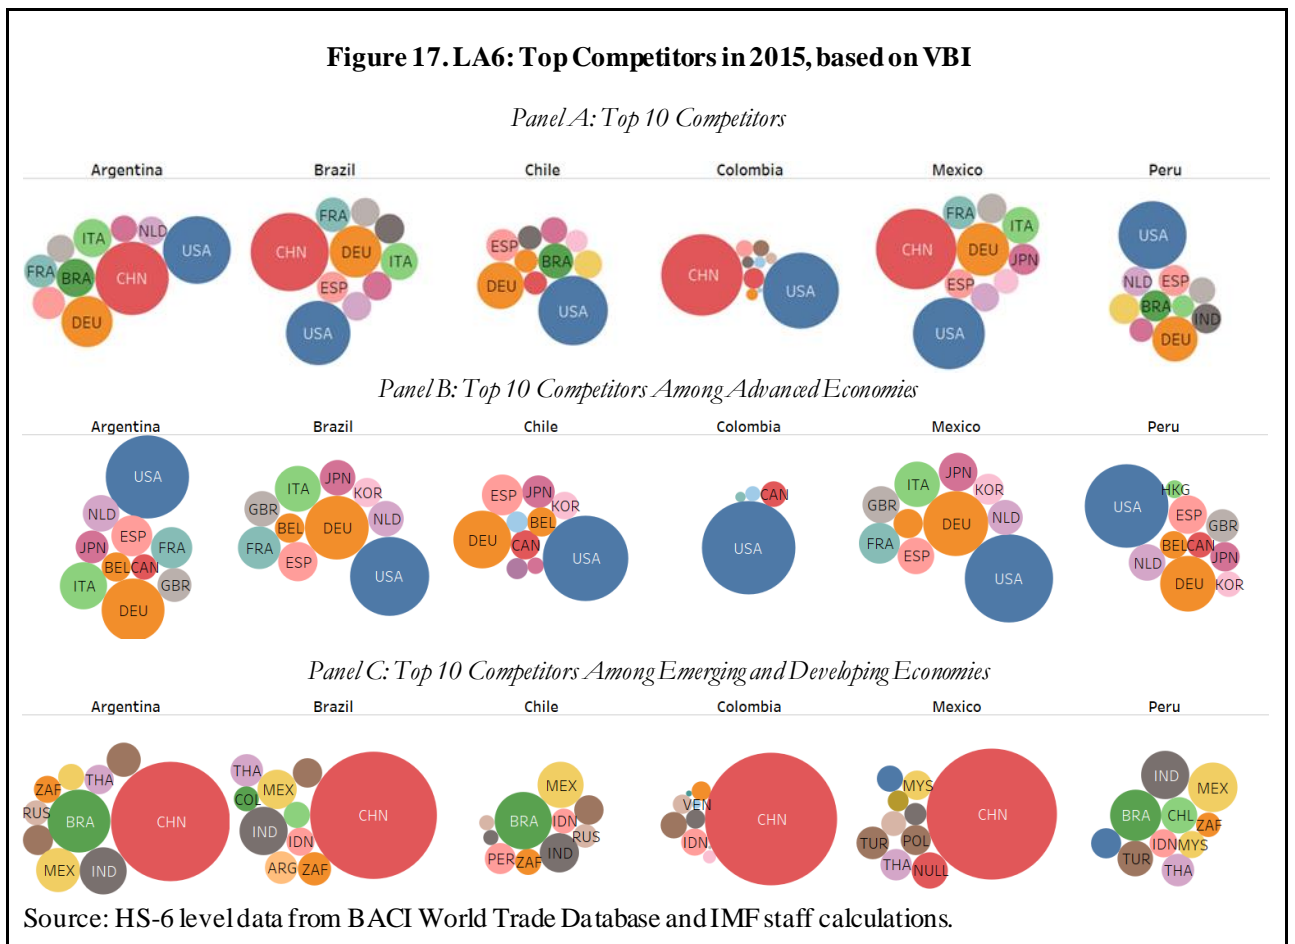 Figure 17. LA6: Top Competitors in 2015, based on VBI
Panel A: Top 10 Competitors
Argentina Brazil Chile Colombia Mexico Peru
FRA BRA ITA NLD CHN USA DEU
CHN FRA DEU ITA ESP USA
ESP BRA DEU USA
CHN USA
CHN FRA DEU ITA JPN ESP USA
USA NLD ESP BRA IND DEU
Panel B: Top 10 Competitors Among Advanced Economies
Argentina Brazil Chile Colombia Mexico Peru
USA NLD ESP JPN FRA BEL CAN ITA GBR DEU
ITA JPN KOR GBR BEL DEU NLD FRA ESP USA
ESP JPN KOR BEL DEU CAN USA
CAN USA
ITA JPN KOR GBR DEU NLD FRA ESP USA
USA HKG ESP GBR BEL CAN JPN NLD DEU KOR
Panel C: Top 10 Competitors Among Emerging and Developing Economies
Argentina Brazil Chile Colombia Mexico Peru
THA ZAF RUS BRA CHN MEX IND
THA MEX COL CHN IND IDN ARG ZAF
MEX BRA IDN RUS PER ZAF IND
VEN CHN IDN
MYS CHN TUR POL THA NULL
IND MEX BRA CHL ZAF IDN MYS TUR THA
Source: HS-6 level data from BACI World Trade Database and IMF staff calculations.